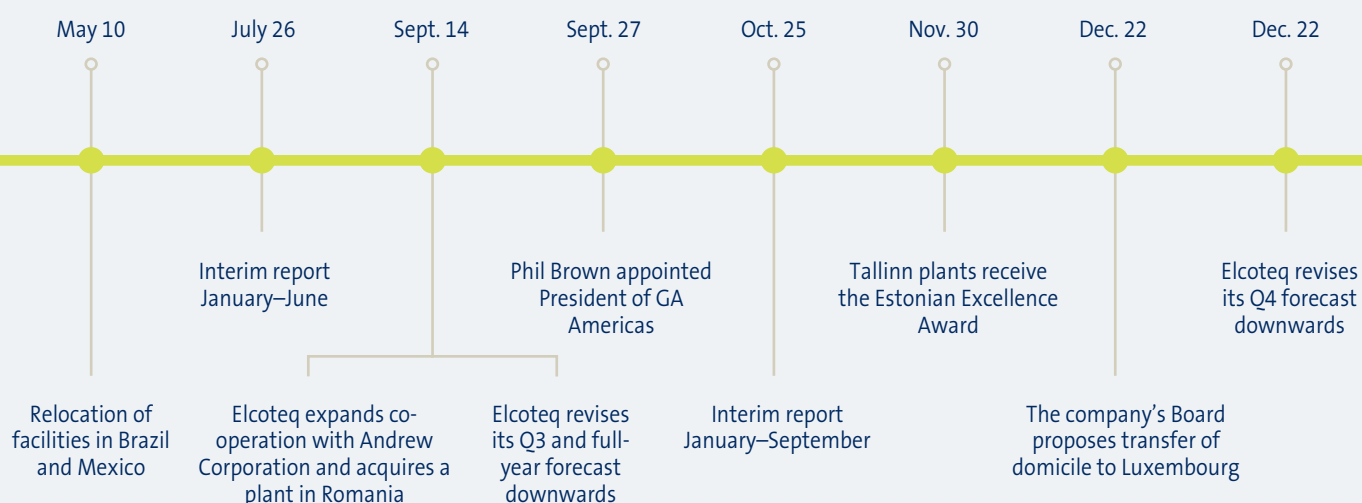 May 10
July 26
Sept. 14
Sept. 27
Oct. 25
Nov. 30
Dec. 22
Dec. 22
Interim report
January–June
Phil Brown appointed
President of GA
Americas
Tallinn plants receive
the Estonian Excellence
Award
Elcoteq revises
its Q4 forecast
downwards
Relocation of
facilities in Brazil
and Mexico
Elcoteq expands co-
operation with Andrew
Corporation and acquires a
plant in Romania
Elcoteq revises
its Q3 and full-
year forecast
downwards
Interim report
January–September
The company’s Board
proposes transfer of
domicile to Luxembourg